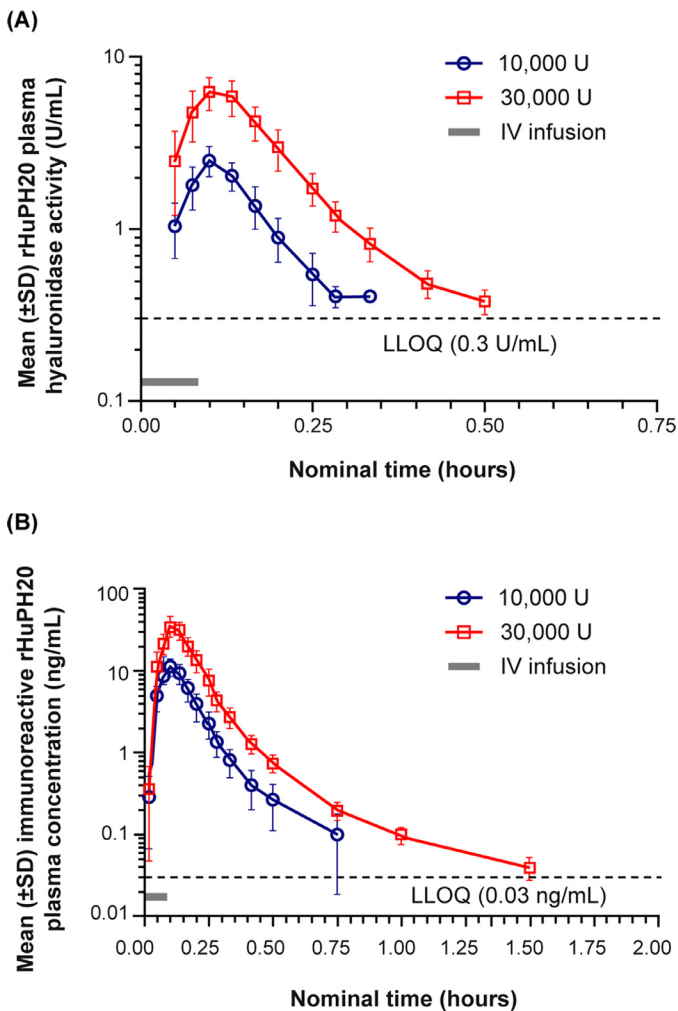 (A)
Mean (±SD) rHuPH20 plasma
hyaluronidase activity (U/mL)
10
1
0.1
10,000 U
30,000 U
IV infusion
LLOQ (0.3 U/mL)
0.00
0.25
0.50
0.75
Nominal time (hours)
(B)
Mean (±SD) immunoreactive rHuPH20
plasma concentration (ng/mL)
100
10
1
0.1
0.01
10,000 U
30,000 U
IV infusion
LLOQ (0.03 ng/mL)
0.00
0.25
0.50
0.75
1.00
1.25
1.50
1.75
2.00
Nominal time (hours)